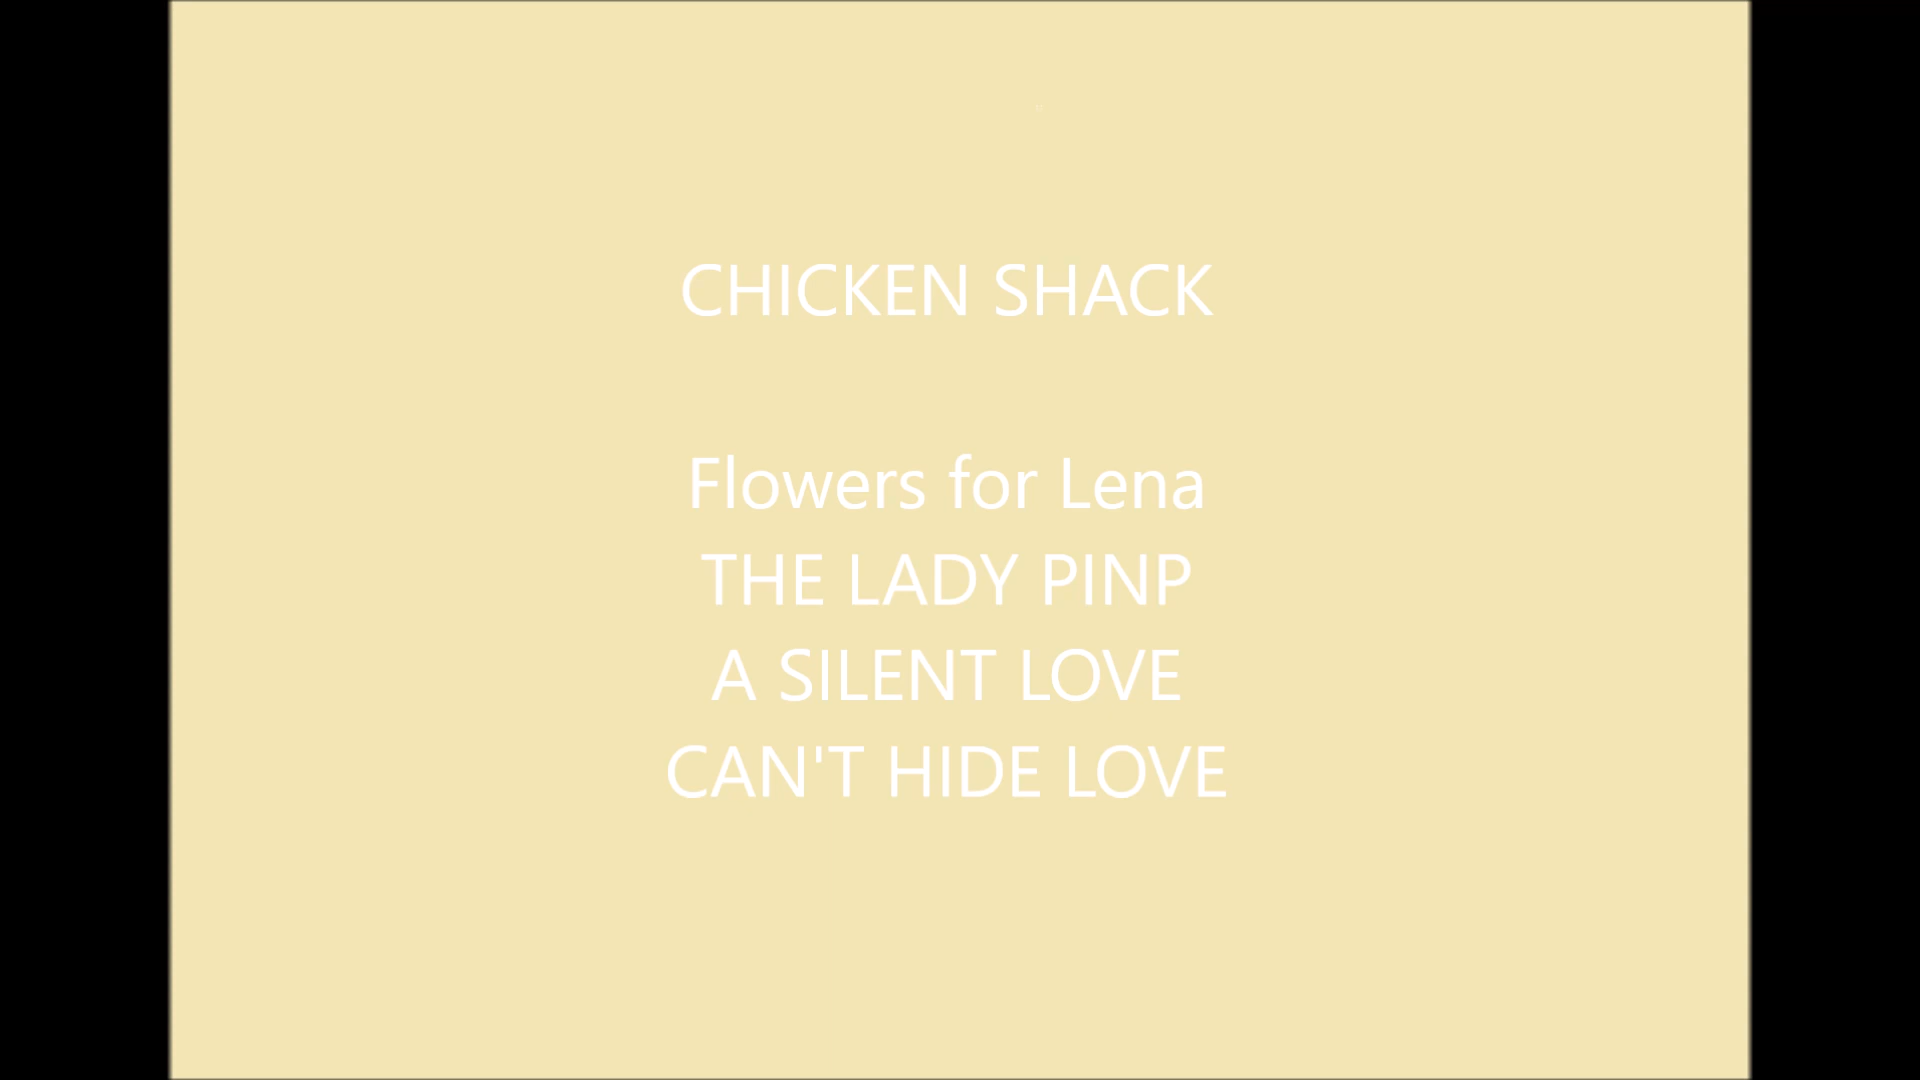 CHICKEN SHACK
Flowers for Lena
THE LADY PINP
A SILENT LOVE
CAN'T HIDE LOVE